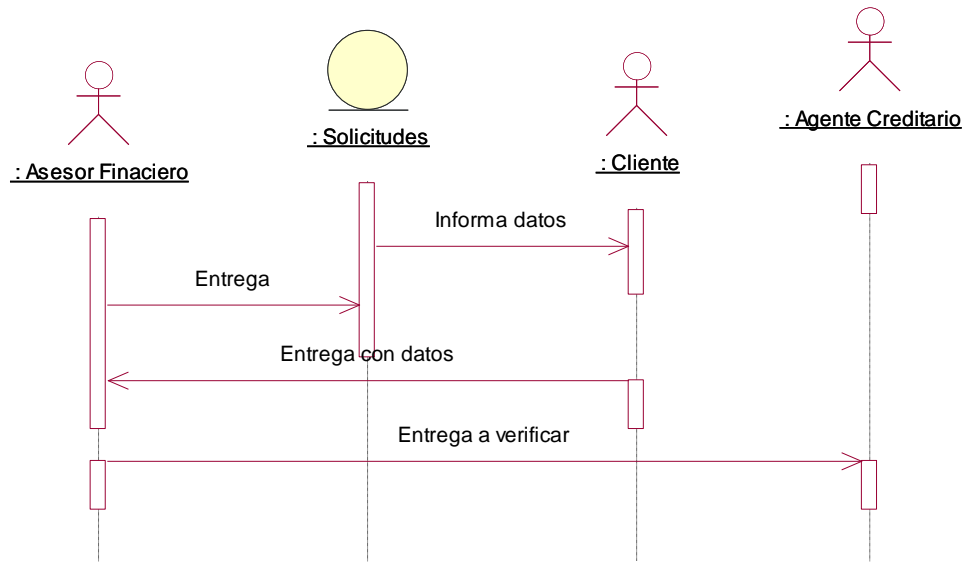 : Agente Creditario
: Solicitudes
: Cliente
: Asesor Finaciero
Informa datos
Entrega
Entrega con datos
Entrega a verificar